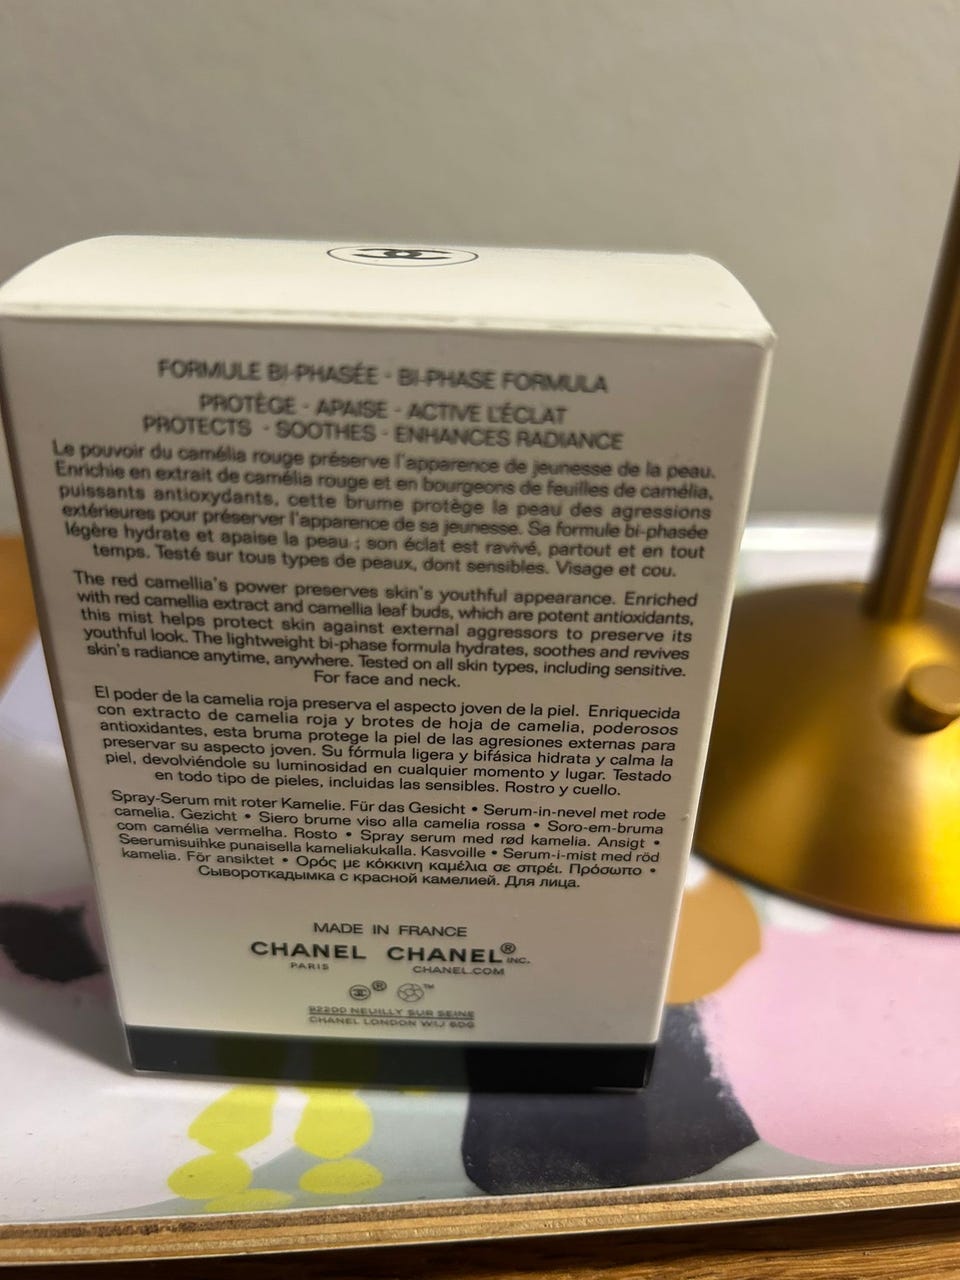 FORMULE BI-PHASÉE - BI-PHASE FORMULA
PROTÈGE - APAISE - ACTIVE L'ÉCLAT
PROTECTS - SOOTHES - ENHANCES RADIANCE
Le pouvoir du camélia rouge préserve l'apparence de jeunesse de la peau.
Enrichie en extrait de camélia rouge et en bourgeons de feuilles de camélia,
puissants antioxydants, cette brume protège la peau des agressions
extérieures pour préserver l'apparence de sa jeunesse. Sa formule bi-phasée
légère hydrate et apaise la peau ; son éclat est ravivé, partout et en tout
temps. Testé sur tous types de peaux, dont sensibles. Visage et cou.
The red camellia's power preserves skin's youthful appearance. Enriched
with red camellia extract and camellia leaf buds, which are potent antioxidants,
this mist helps protect skin against external aggressors to preserve its
youthful look. The lightweight bi-phase formula hydrates, soothes and revives
skin's radiance anytime, anywhere. Tested on all skin types, including sensitive.
For face and neck.
El poder de la camelia roja preserva el aspecto joven de la piel. Enriquecida
con extracto de camelia roja y brotes de hoja de camelia, poderosos
antioxidantes, esta bruma protege la piel de las agresiones externas para
preservar su aspecto joven. Su fórmula ligera y bifásica hidrata y calma la
piel, devolviéndole su luminosidad en cualquier momento y lugar. Testado
en todo tipo de pieles, incluidas las sensibles. Rostro y cuello.
Spray-Serum mit roter Kamelie. Für das Gesicht • Serum-in-nevel met rode
camelia. Gezicht • Siero brume viso alla camelia rossa • Soro-em-bruma
com camélia vermelha. Rosto • Spray serum med rød kamelia. Ansigt •
Seerumisuihke punaisella kameliakukalla. Kasvoille • Serum-i-mist med röd
kamelia. För ansiktet • Ορός με κόκκινη καμέλια σε σπρέι. Πρόσωπο •
Сывороткадымка с красной камелией. Для лица.
MADE IN FRANCE
CHANEL CHANEL® INC.
PARIS CHANEL.COM
® ™
92200 NEUILLY SUR SEINE
CHANEL LONDON W1J 6DG